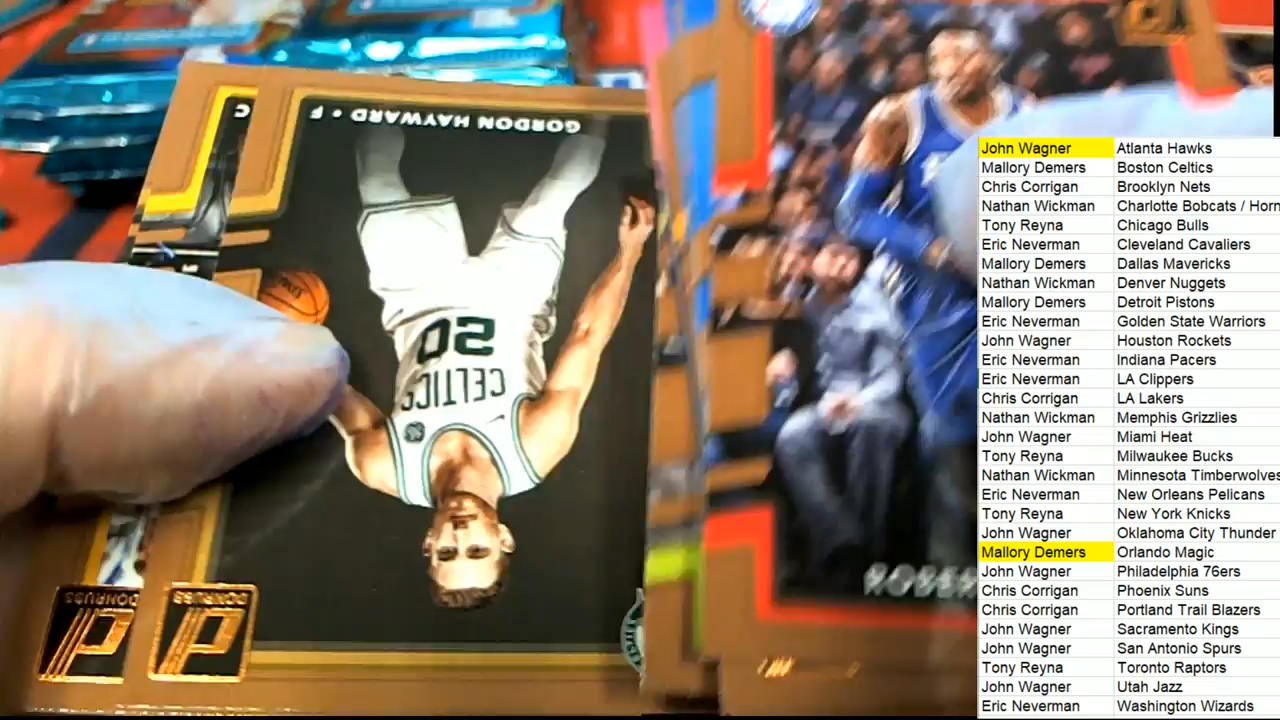 GORDON HAYWARD • F
C
CELTICS
20
DONRUSS
DONRUSS
ROBER
John Wagner Atlanta Hawks
Mallory Demers Boston Celtics
Chris Corrigan Brooklyn Nets
Nathan Wickman Charlotte Bobcats / Horn
Tony Reyna Chicago Bulls
Eric Neverman Cleveland Cavaliers
Mallory Demers Dallas Mavericks
Nathan Wickman Denver Nuggets
Mallory Demers Detroit Pistons
Eric Neverman Golden State Warriors
John Wagner Houston Rockets
Eric Neverman Indiana Pacers
Eric Neverman LA Clippers
Chris Corrigan LA Lakers
Nathan Wickman Memphis Grizzlies
John Wagner Miami Heat
Tony Reyna Milwaukee Bucks
Nathan Wickman Minnesota Timberwolves
Eric Neverman New Orleans Pelicans
Tony Reyna New York Knicks
John Wagner Oklahoma City Thunder
Mallory Demers Orlando Magic
John Wagner Philadelphia 76ers
Chris Corrigan Phoenix Suns
Chris Corrigan Portland Trail Blazers
John Wagner Sacramento Kings
John Wagner San Antonio Spurs
Tony Reyna Toronto Raptors
John Wagner Utah Jazz
Eric Neverman Washington Wizards